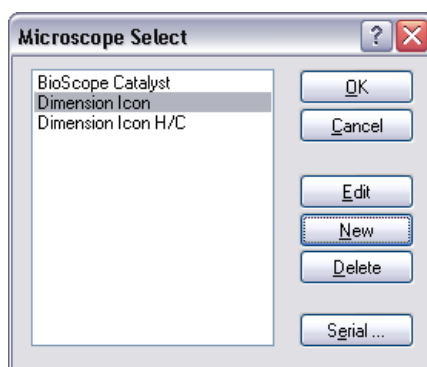 Microscope Select
?
BioScope Catalyst
Dimension Icon
Dimension Icon H/C
OK
Cancel
Edit
New
Delete
Serial ...